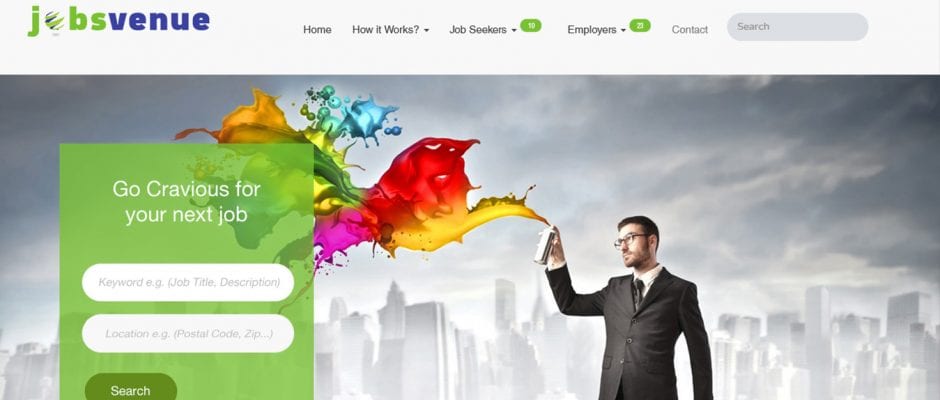 jobsvenue
Home How it Works? Job Seekers 19 Employers 23 Contact Search
Go Cravious for
your next job
Keyword e.g. (Job Title, Description)
Location e.g. (Postal Code, Zip...)
Search